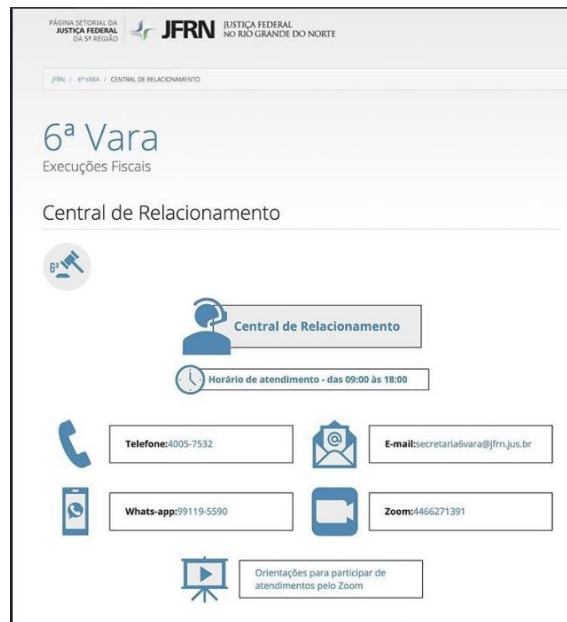 PÁGINA SETORIAL DA
JUSTIÇA FEDERAL
DA 5ª REGIÃO
JFRN
JUSTIÇA FEDERAL
NO RIO GRANDE DO NORTE
JFRN / 6ª VARA / CENTRAL DE RELACIONAMENTO
6ª Vara
Execuções Fiscais
Central de Relacionamento
6ª
Central de Relacionamento
Horário de atendimento - das 09:00 às 18:00
Telefone:4005-7532
E-mail:secretaria6vara@jfrn.jus.br
Whats-app:99119-5590
Zoom:4466271391
Orientações para participar de
atendimentos pelo Zoom